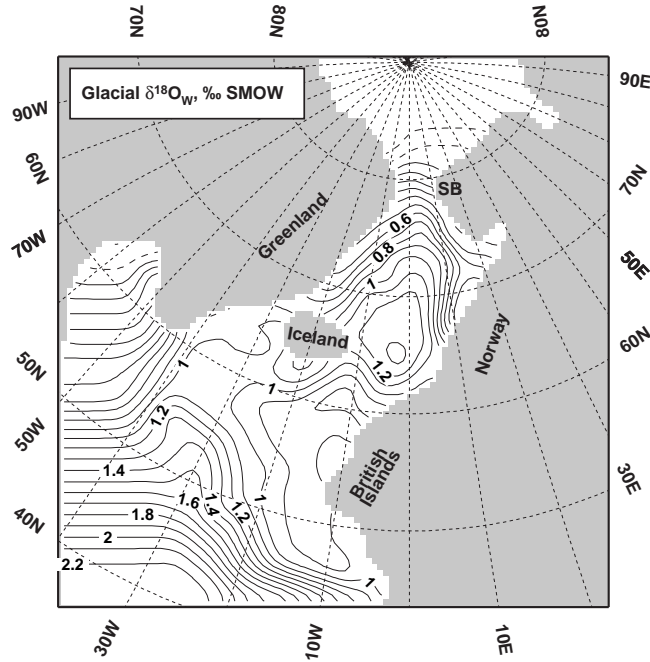 70N
80N
80N
Glacial δ¹⁸O_W, ‰ SMOW
90W
90E
60N
70N
SB
Greenland
0.6
0.8
1
70W
50E
Iceland
Norway
60N
1
1.2
50N
1
1.2
50W
1.4
British
Islands
30E
1.6
1.4
1.2
1
1.8
40N
2
2.2
1
30W
10W
10E